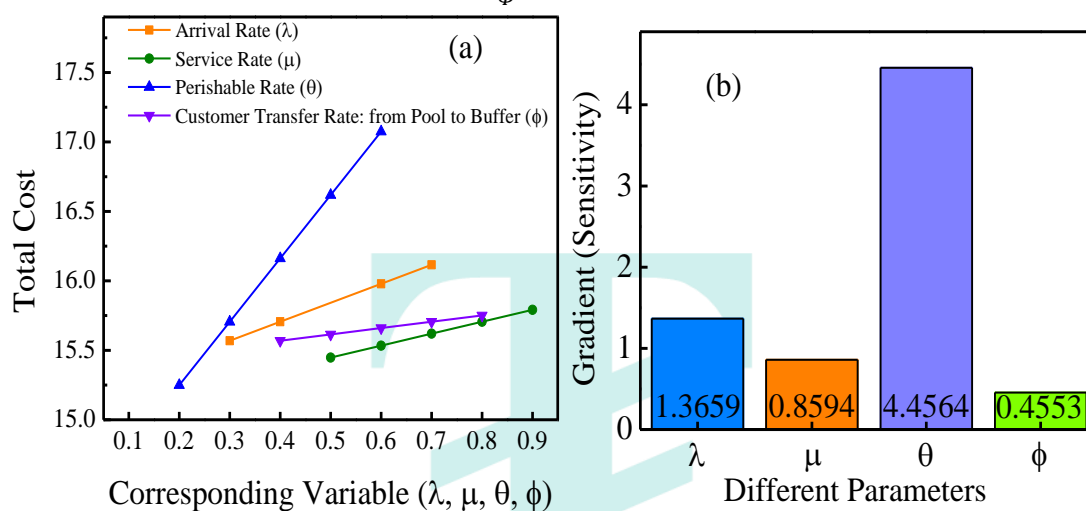 Φ
Arrival Rate (λ)
Service Rate (μ)
Perishable Rate (θ)
Customer Transfer Rate: from Pool to Buffer (ϕ)
(a)
Total Cost
17.5
17.0
16.5
16.0
15.5
15.0
0.1 0.2 0.3 0.4 0.5 0.6 0.7 0.8 0.9
Corresponding Variable (λ, μ, θ, ϕ)
(b)
Gradient (Sensitivity)
4
3
2
1
0
1.3659 0.8594 4.4564 0.4553
λ μ θ ϕ
Different Parameters